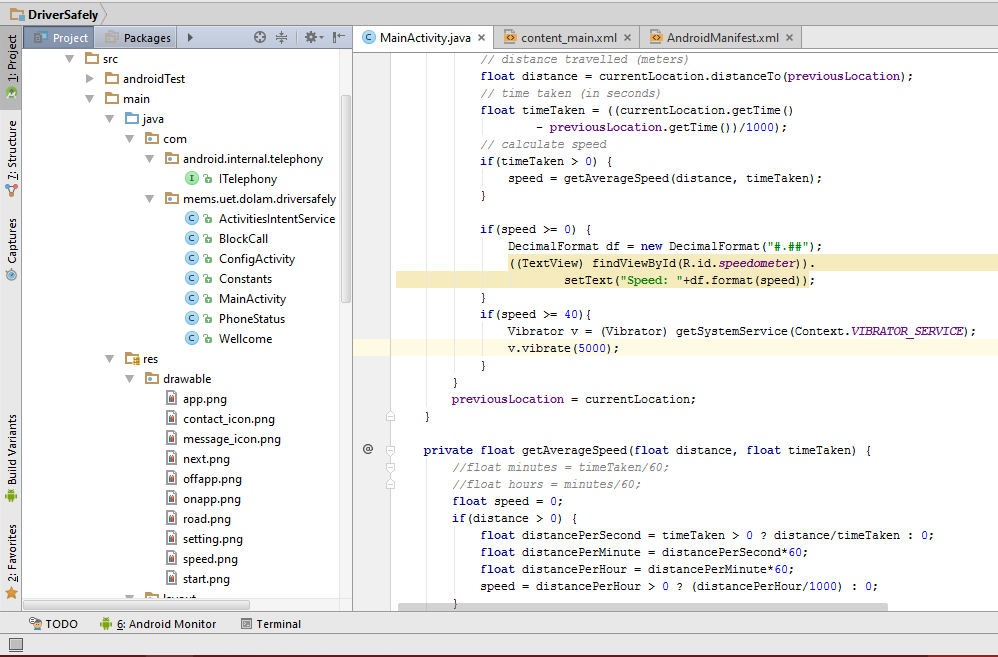 DriverSafely
Project
Packages
MainActivity.java
content_main.xml
AndroidManifest.xml
1: Project
7: Structure
Captures
Build Variants
2: Favorites
src
androidTest
main
java
com
android.internal.telephony
I ITelephony
mems.uet.dolam.driversafely
C ActivitiesIntentService
C BlockCall
C ConfigActivity
C Constants
C MainActivity
C PhoneStatus
C Wellcome
res
drawable
app.png
contact_icon.png
message_icon.png
next.png
offapp.png
onapp.png
road.png
setting.png
speed.png
start.png
// distance travelled (meters)
float distance = currentLocation.distanceTo(previousLocation);
// time taken (in seconds)
float timeTaken = ((currentLocation.getTime()
- previousLocation.getTime())/1000);
// calculate speed
if(timeTaken > 0) {
speed = getAverageSpeed(distance, timeTaken);
}
if(speed >= 0) {
DecimalFormat df = new DecimalFormat("#.##");
((TextView) findViewById(R.id.speedometer)).
setText("Speed: "+df.format(speed));
}
if(speed >= 40){
Vibrator v = (Vibrator) getSystemService(Context.VIBRATOR_SERVICE);
v.vibrate(5000);
}
}
previousLocation = currentLocation;
}
@
private float getAverageSpeed(float distance, float timeTaken) {
//float minutes = timeTaken/60;
//float hours = minutes/60;
float speed = 0;
if(distance > 0) {
float distancePerSecond = timeTaken > 0 ? distance/timeTaken : 0;
float distancePerMinute = distancePerSecond*60;
float distancePerHour = distancePerMinute*60;
speed = distancePerHour > 0 ? (distancePerHour/1000) : 0;
}
TODO
6: Android Monitor
Terminal